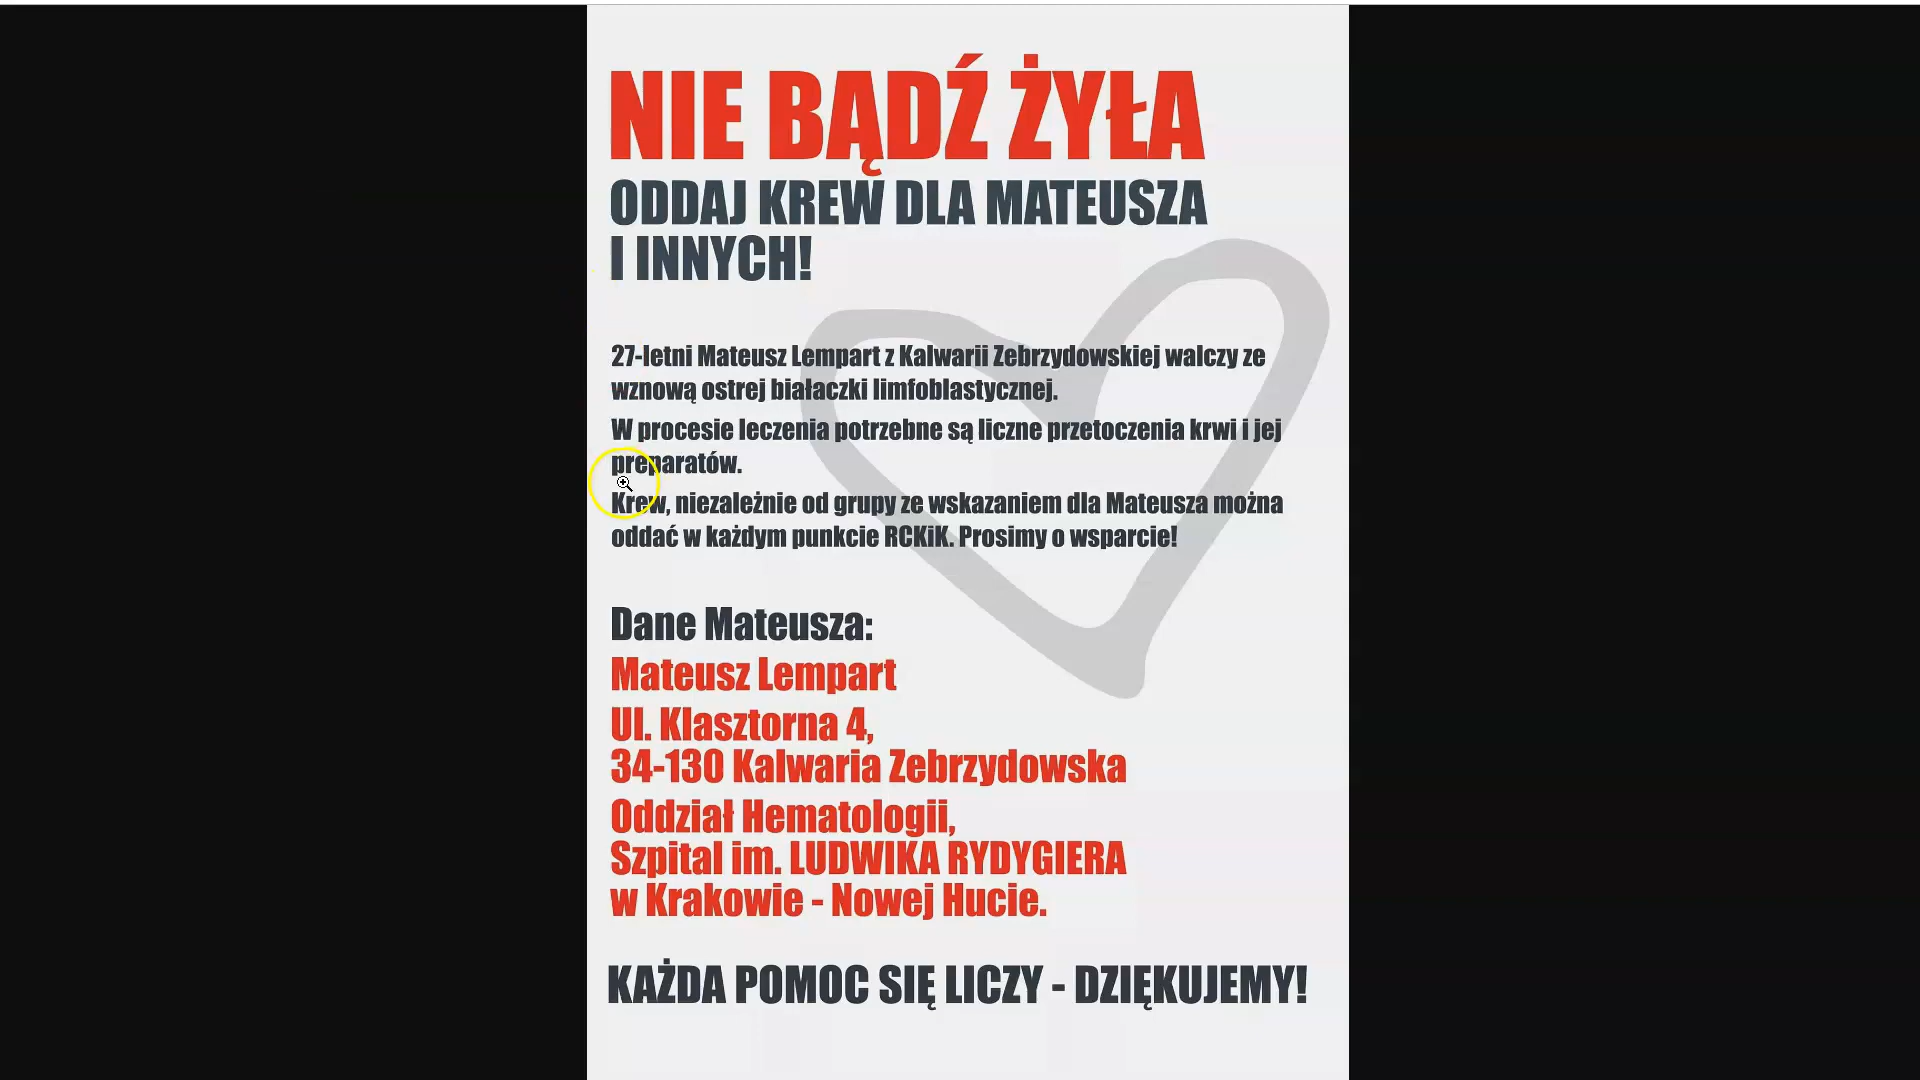 NIE BĄDŹ ŻYŁA
ODDAJ KREW DLA MATEUSZA
I INNYCH!
27-letni Mateusz Lempart z Kalwarii Zebrzydowskiej walczy ze
wznową ostrej białaczki limfoblastycznej.
W procesie leczenia potrzebne są liczne przetoczenia krwi i jej
preparatów.
Krew, niezależnie od grupy ze wskazaniem dla Mateusza można
oddać w każdym punkcie RCKiK. Prosimy o wsparcie!
Dane Mateusza:
Mateusz Lempart
Ul. Klasztorna 4,
34-130 Kalwaria Zebrzydowska
Oddział Hematologii,
Szpital im. LUDWIKA RYDYGIERA
w Krakowie - Nowej Hucie.
KAŻDA POMOC SIĘ LICZY - DZIĘKUJEMY!